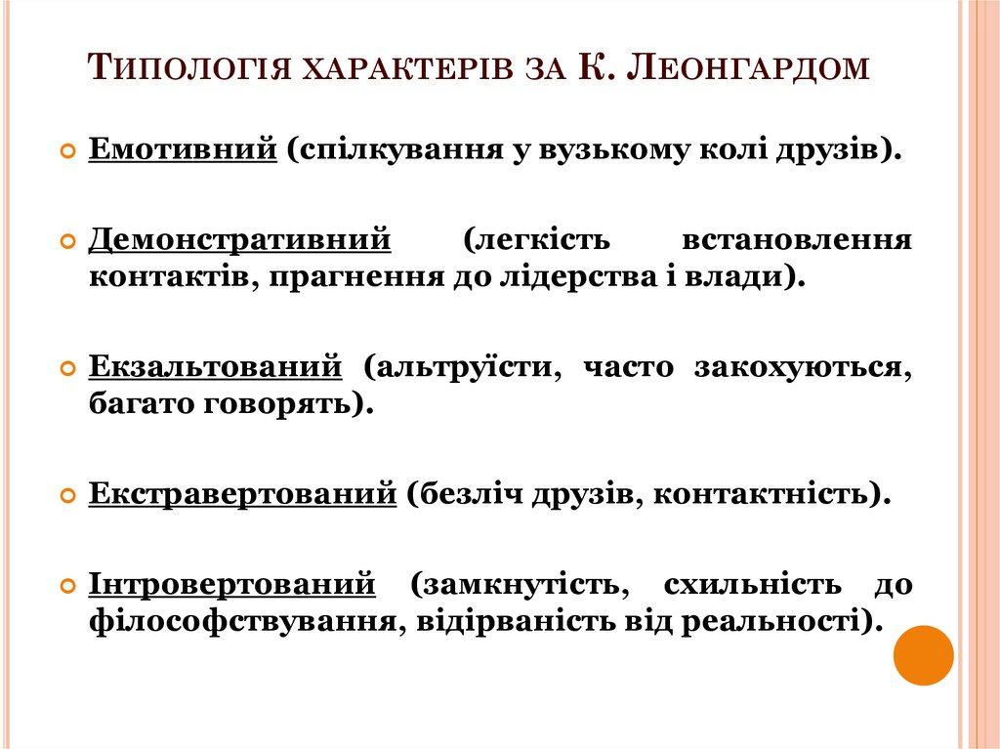 Типологія характерів за К. Леонгардом
Емотивний (спілкування у вузькому колі друзів).
Демонстративний (легкість встановлення
контактів, прагнення до лідерства і влади).
Екзальтований (альтруїсти, часто закохуються,
багато говорять).
Екстравертований (безліч друзів, контактність).
Інтровертований (замкнутість, схильність до
філософствування, відірваність від реальності).